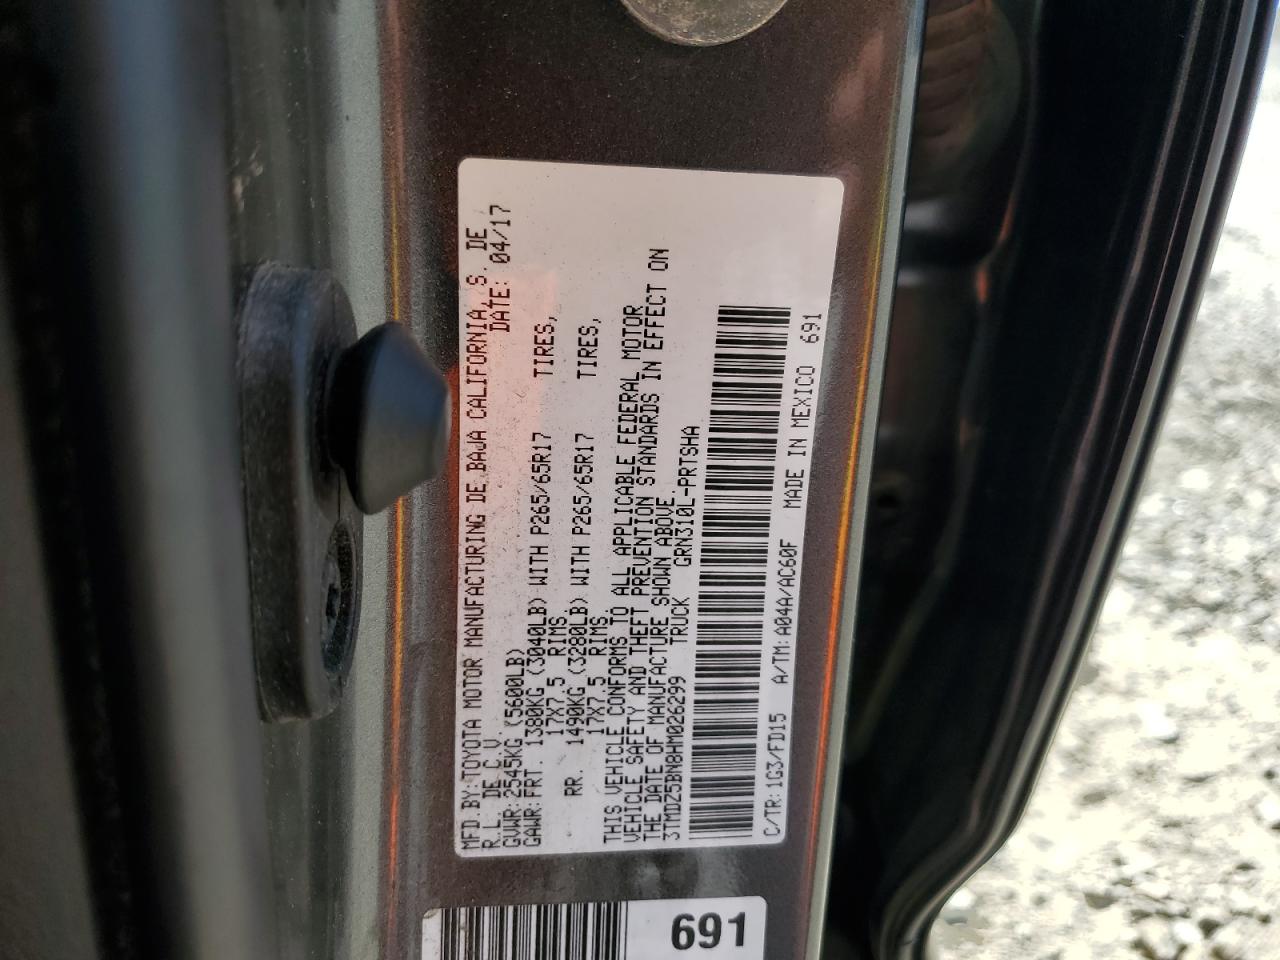 MFD.BY:TOYOTA MOTOR MANUFACTURING DE BAJA CALIFORNIA, S. DE
R.L. DE C.V. DATE: 04/17
GVWR:2545KG (5600LB)
GAWR:FRT. 1380KG (3040LB) WITH P265/65R17 TIRES,
17X7.5 RIMS
RR. 1490KG (3280LB) WITH P265/65R17 TIRES,
17X7.5 RIMS.
THIS VEHICLE CONFORMS TO ALL APPLICABLE FEDERAL MOTOR
VEHICLE SAFETY AND THEFT PREVENTION STANDARDS IN EFFECT ON
THE DATE OF MANUFACTURE SHOWN ABOVE.
3TMDZ5BN8HM026299 TRUCK GRN310L-PRTSHA
C/TR:1G3/FD15 A/TM:A04A/AC60F MADE IN MEXICO 691
691